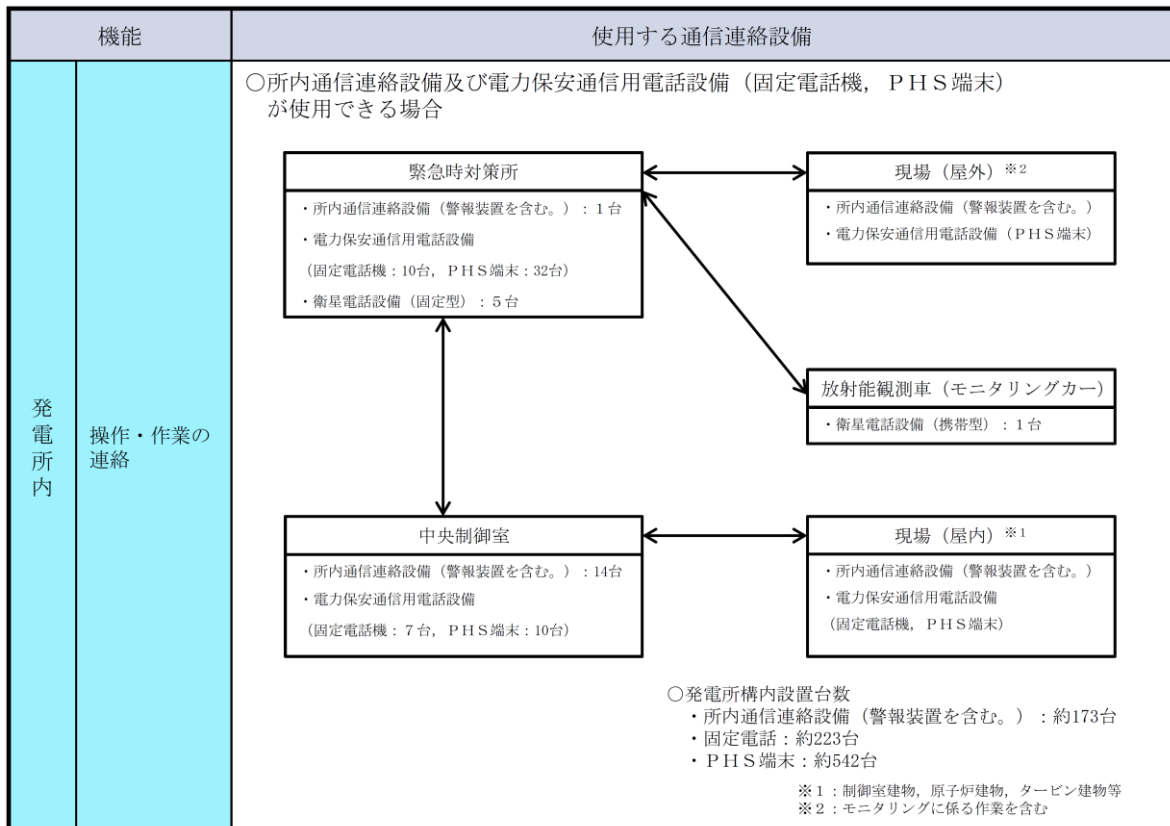 機能
使用する通信連絡設備
発電所内
操作・作業の
連絡
○所内通信連絡設備及び電力保安通信用電話設備（固定電話機，ＰＨＳ端末）
が使用できる場合
緊急時対策所
・所内通信連絡設備（警報装置を含む。）：１台
・電力保安通信用電話設備
(固定電話機：10台，ＰＨＳ端末：32台）
・衛星電話設備（固定型）：５台
現場（屋外）※２
・所内通信連絡設備（警報装置を含む。）
・電力保安通信用電話設備（ＰＨＳ端末）
放射能観測車（モニタリングカー）
・衛星電話設備（携帯型）：１台
中央制御室
・所内通信連絡設備（警報装置を含む。）：14台
・電力保安通信用電話設備
(固定電話機：７台，ＰＨＳ端末：10台）
現場（屋内）※１
・所内通信連絡設備（警報装置を含む。）
・電力保安通信用電話設備
(固定電話機，ＰＨＳ端末）
○発電所構内設置台数
・所内通信連絡設備（警報装置を含む。）：約173台
・固定電話：約223台
・ＰＨＳ端末：約542台
※１：制御室建物，原子炉建物，タービン建物等
※２：モニタリングに係る作業を含む